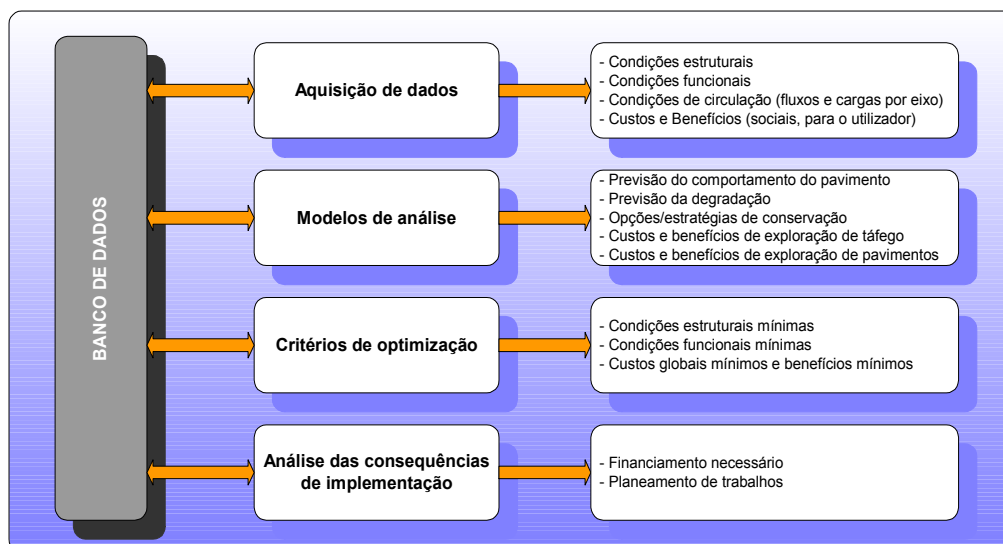 BANCO DE DADOS
Aquisição de dados
- Condições estruturais
- Condições funcionais
- Condições de circulação (fluxos e cargas por eixo)
- Custos e Benefícios (sociais, para o utilizador)
Modelos de análise
- Previsão do comportamento do pavimento
- Previsão da degradação
- Opções/estratégias de conservação
- Custos e benefícios de exploração de táfego
- Custos e benefícios de exploração de pavimentos
Critérios de optimização
- Condições estruturais mínimas
- Condições funcionais mínimas
- Custos globais mínimos e benefícios mínimos
Análise das consequências
de implementação
- Financiamento necessário
- Planeamento de trabalhos